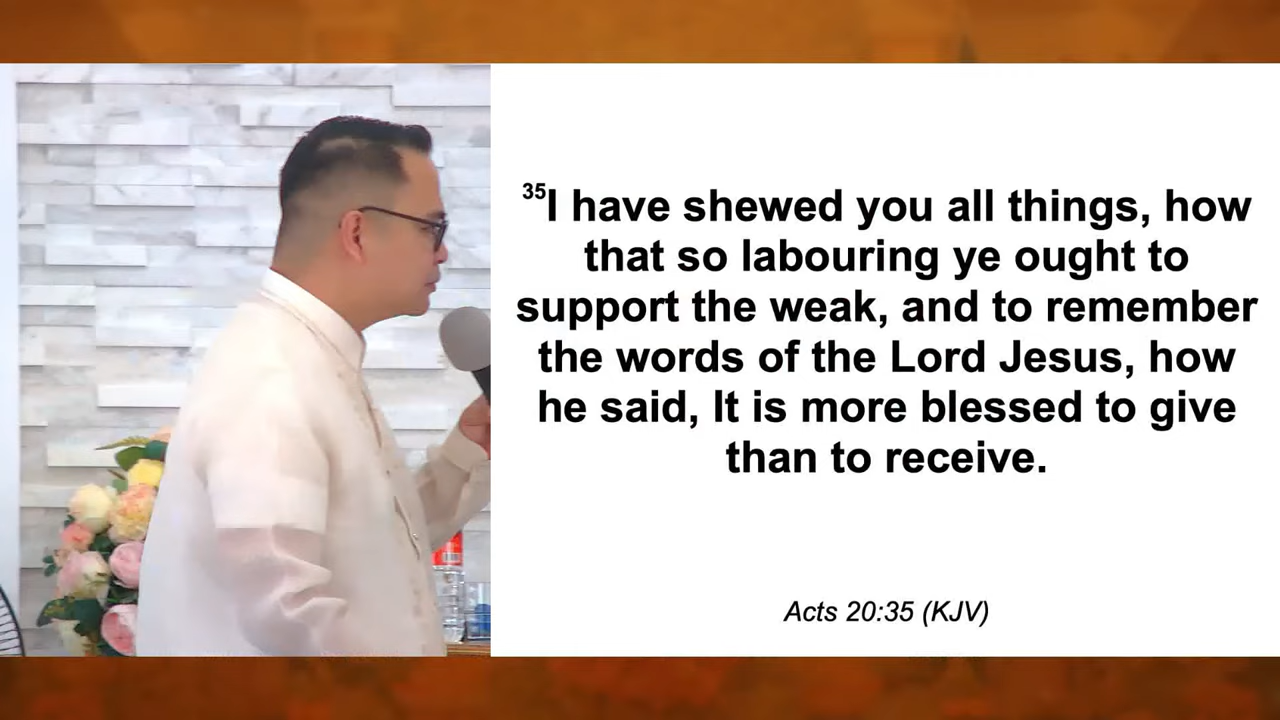 35I have shewed you all things, how
that so labouring ye ought to
support the weak, and to remember
the words of the Lord Jesus, how
he said, It is more blessed to give
than to receive.
Acts 20:35 (KJV)